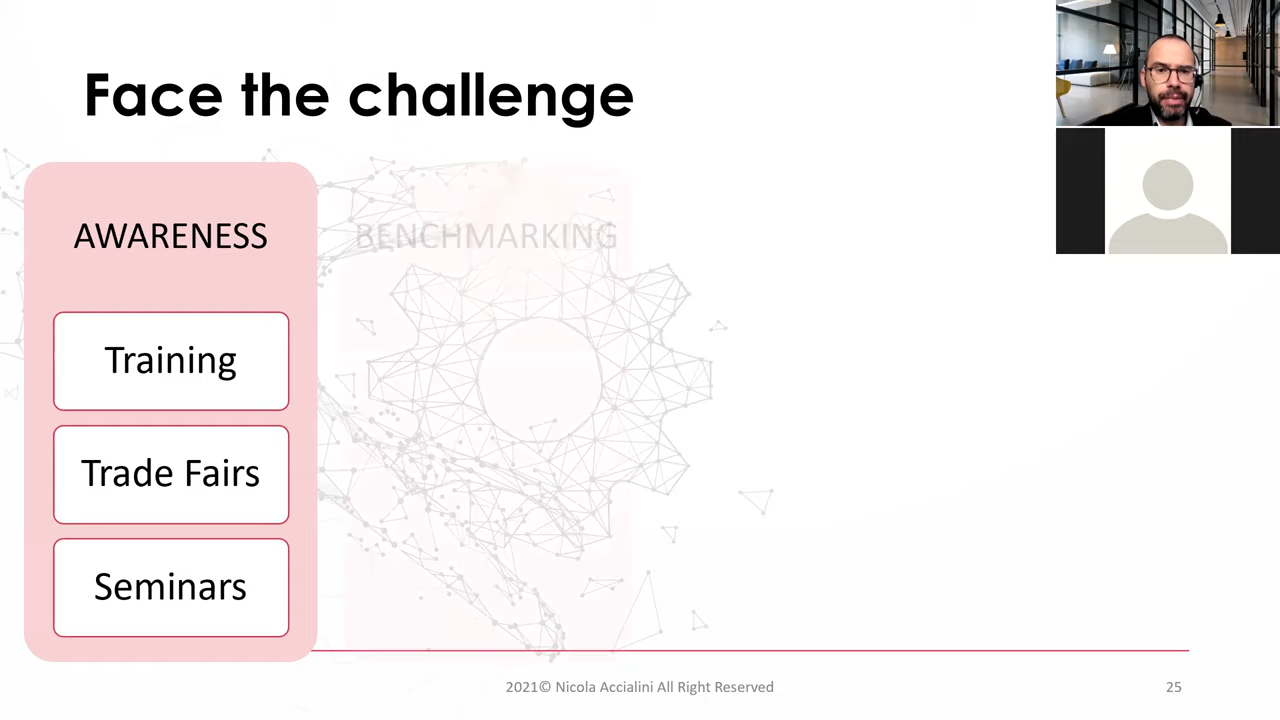 Face the challenge
AWARENESS
BENCHMARKING
Training
Trade Fairs
Seminars
2021© Nicola Accialini All Right Reserved
25